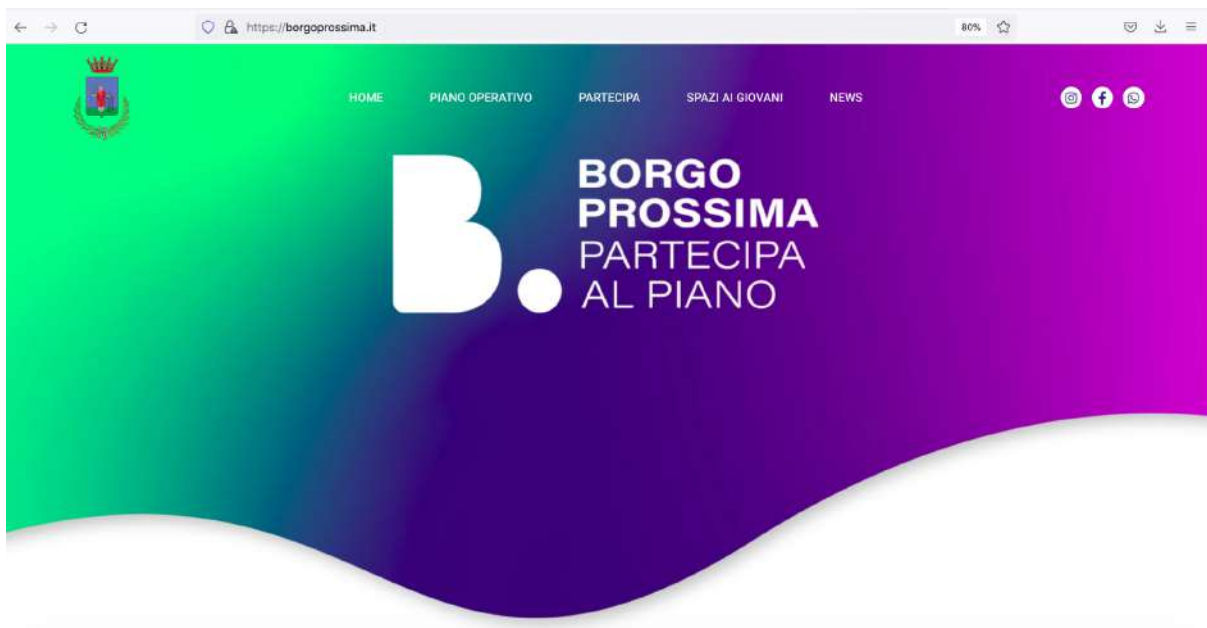 https://borgoprossima.it
80%
HOME PIANO OPERATIVO PARTECIPA SPAZI AI GIOVANI NEWS
B.
BORGO
PROSSIMA
PARTECIPA
AL PIANO